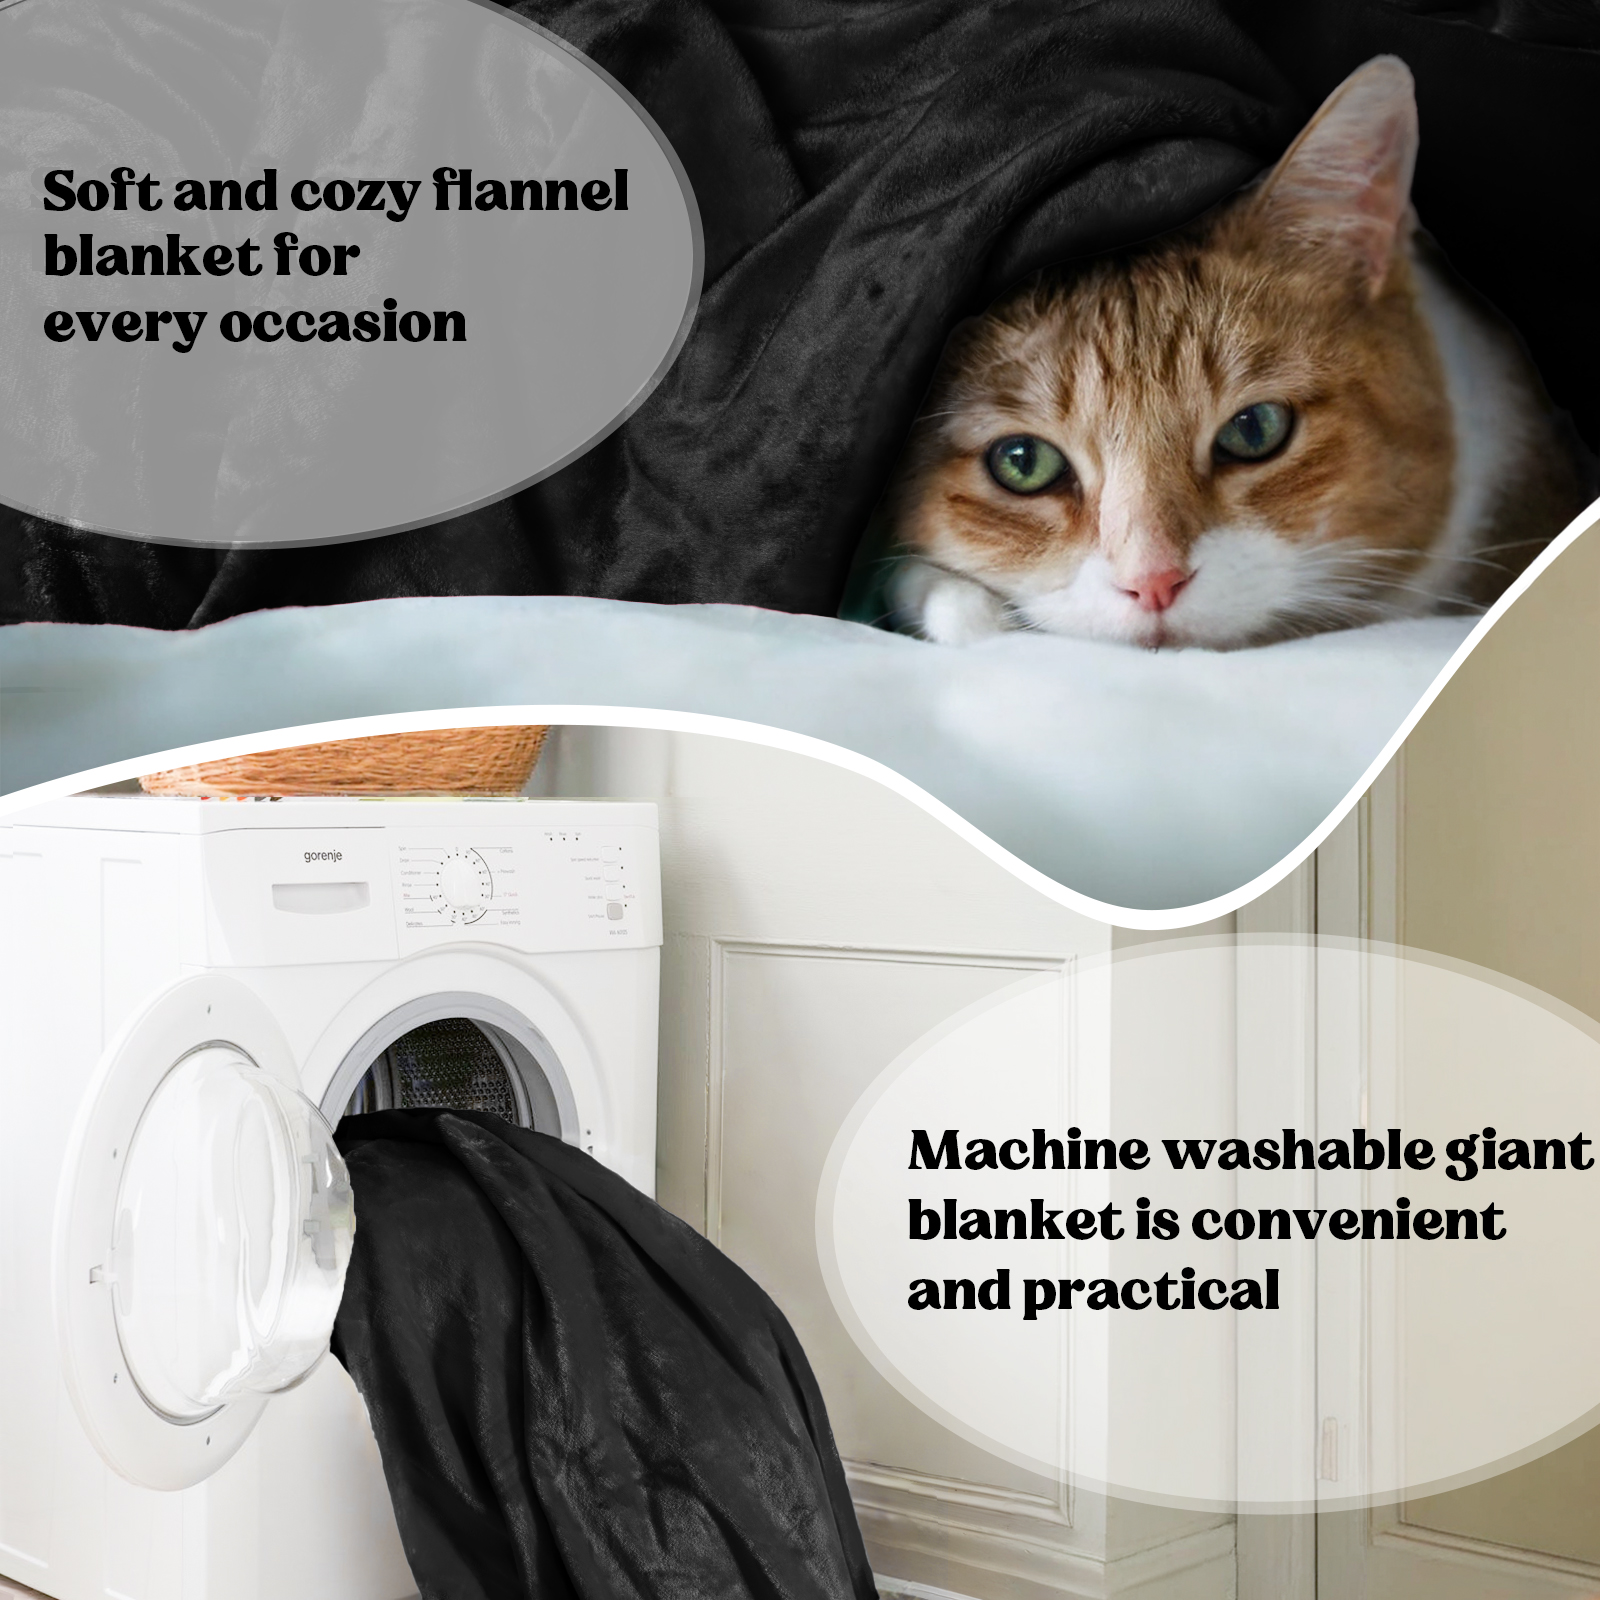 Soft and cozy flannel
blanket for
every occasion
gorenje
Machine washable giant
blanket is convenient
and practical